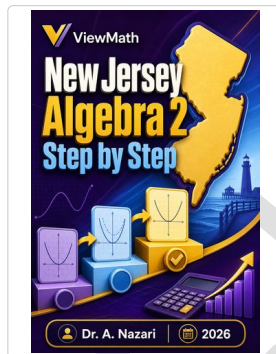 ViewMath
New Jersey
Algebra 2
Step by Step
Dr. A. Nazari
2026